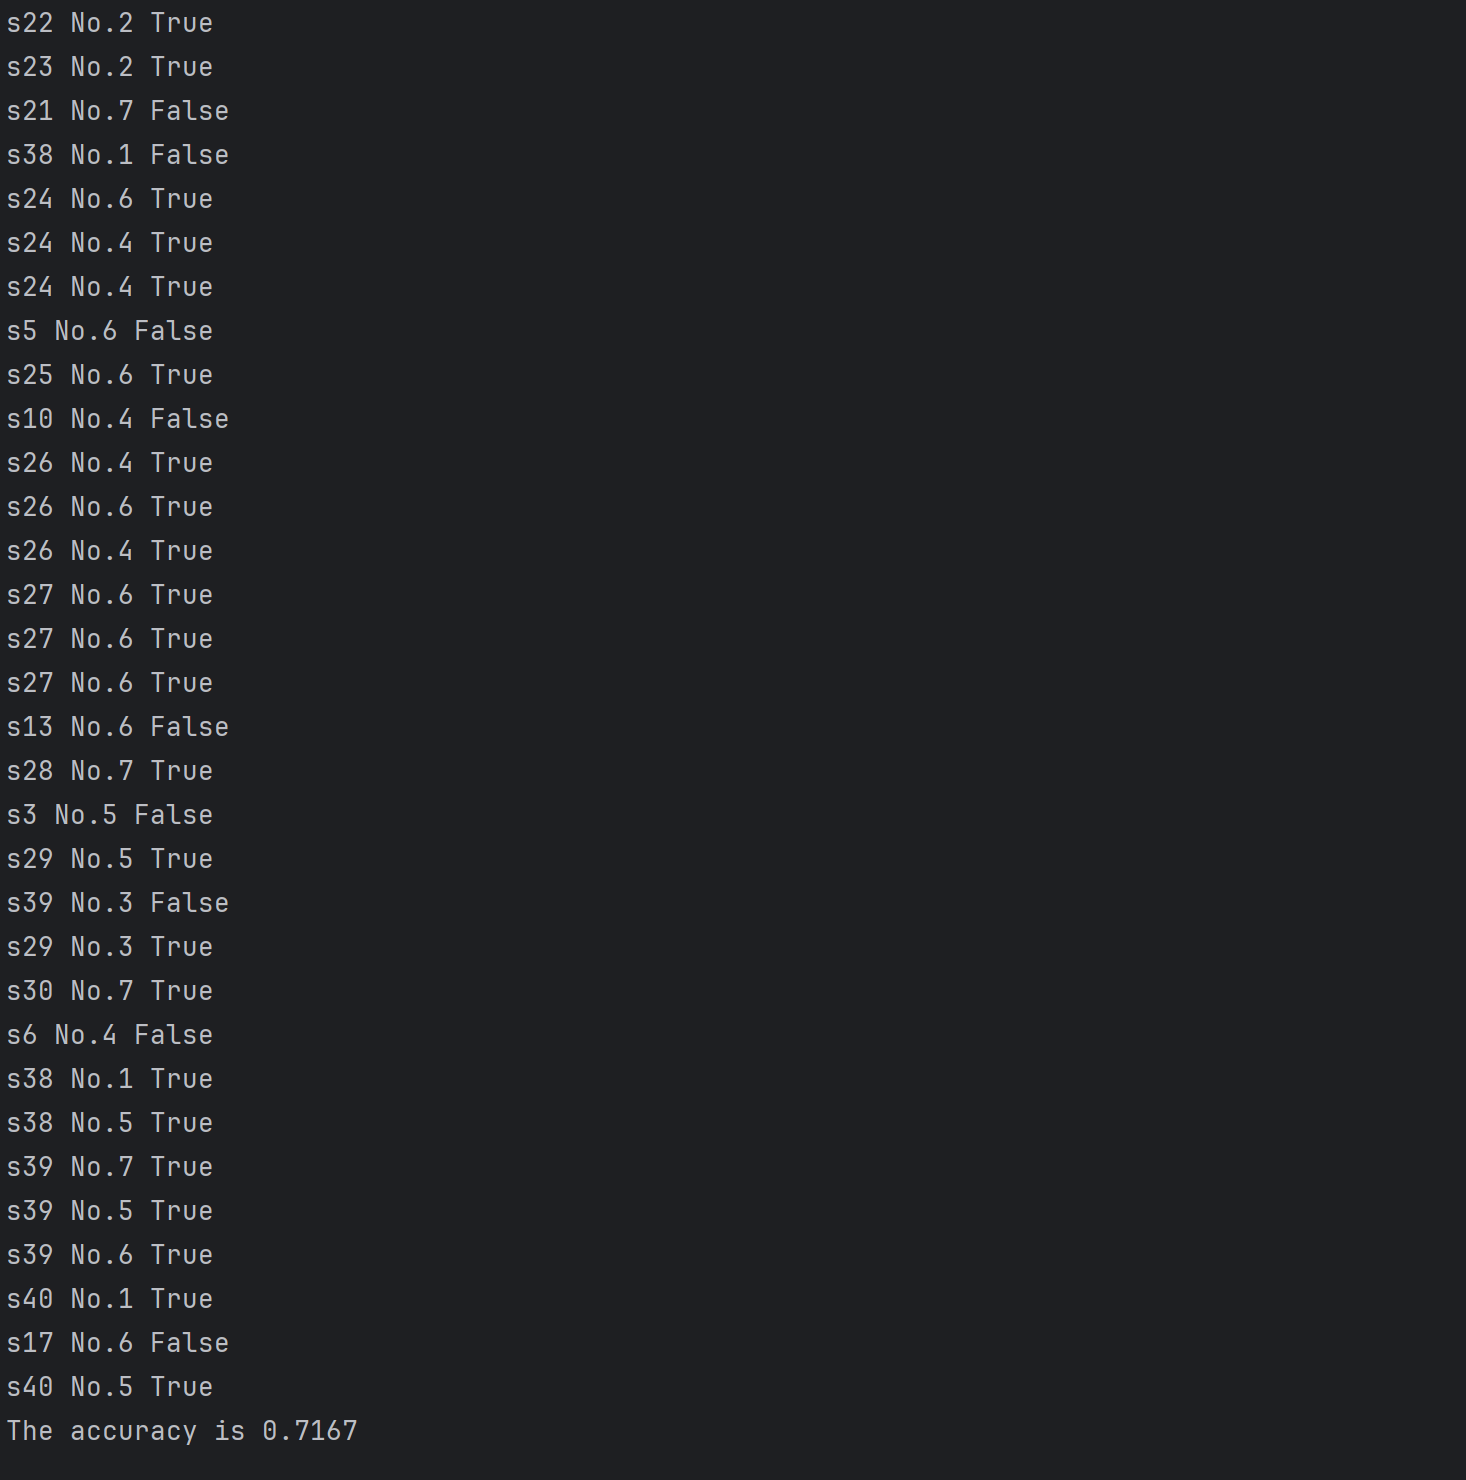 s22 No.2 True
s23 No.2 True
s21 No.7 False
s38 No.1 False
s24 No.6 True
s24 No.4 True
s24 No.4 True
s5 No.6 False
s25 No.6 True
s10 No.4 False
s26 No.4 True
s26 No.6 True
s26 No.4 True
s27 No.6 True
s27 No.6 True
s27 No.6 True
s13 No.6 False
s28 No.7 True
s3 No.5 False
s29 No.5 True
s39 No.3 False
s29 No.3 True
s30 No.7 True
s6 No.4 False
s38 No.1 True
s38 No.5 True
s39 No.7 True
s39 No.5 True
s39 No.6 True
s40 No.1 True
s17 No.6 False
s40 No.5 True
The accuracy is 0.7167